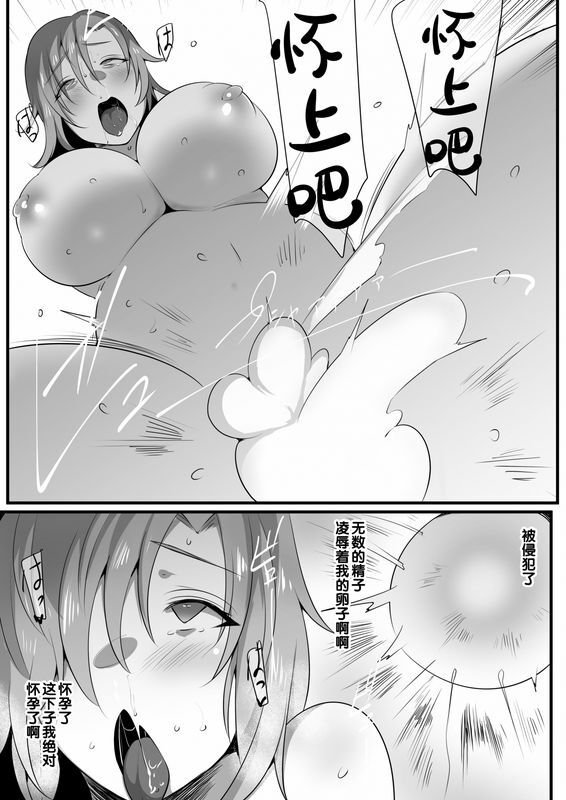 怀上吧
怀上吧
被侵犯了
无数的精子
凌辱着我的卵子啊啊
怀孕了
这下子我绝对
怀孕了啊